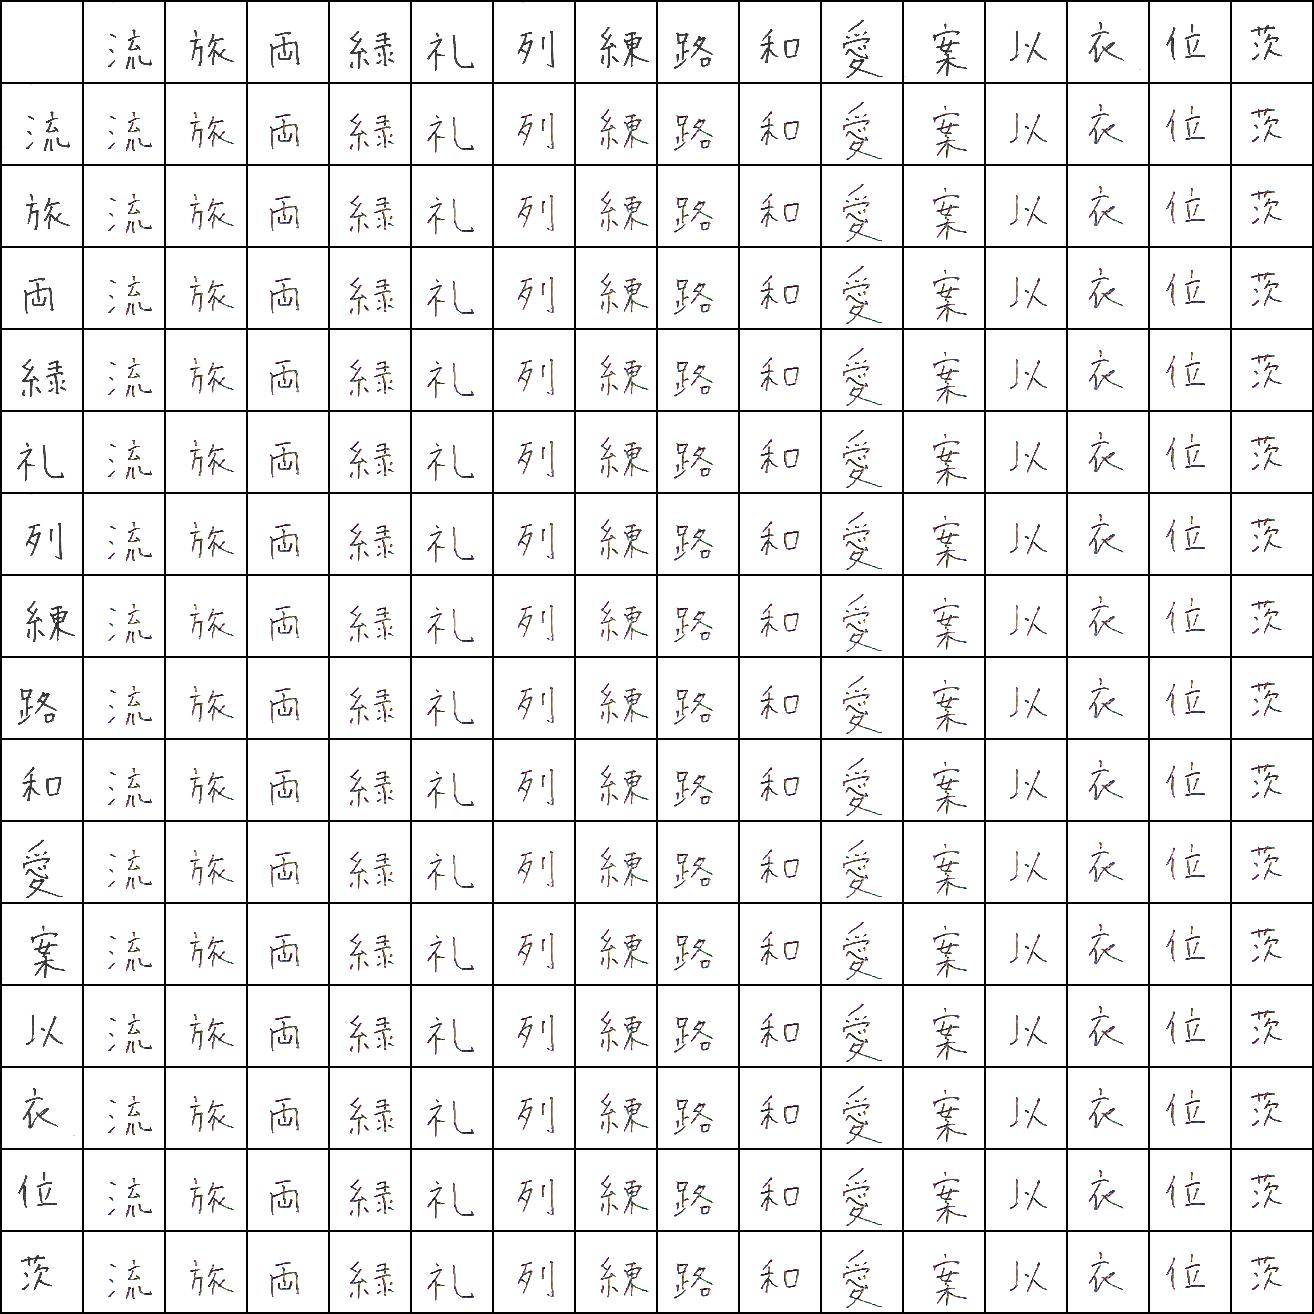 流 旅 両 緑 礼 列 練 路 和 愛 案 以 衣 位 茨
流 流 旅 両 緑 礼 列 練 路 和 愛 案 以 衣 位 茨
旅 流 旅 両 緑 礼 列 練 路 和 愛 案 以 衣 位 茨
両 流 旅 両 緑 礼 列 練 路 和 愛 案 以 衣 位 茨
緑 流 旅 両 緑 礼 列 練 路 和 愛 案 以 衣 位 茨
礼 流 旅 両 緑 礼 列 練 路 和 愛 案 以 衣 位 茨
列 流 旅 両 緑 礼 列 練 路 和 愛 案 以 衣 位 茨
練 流 旅 両 緑 礼 列 練 路 和 愛 案 以 衣 位 茨
路 流 旅 両 緑 礼 列 練 路 和 愛 案 以 衣 位 茨
和 流 旅 両 緑 礼 列 練 路 和 愛 案 以 衣 位 茨
愛 流 旅 両 緑 礼 列 練 路 和 愛 案 以 衣 位 茨
案 流 旅 両 緑 礼 列 練 路 和 愛 案 以 衣 位 茨
以 流 旅 両 緑 礼 列 練 路 和 愛 案 以 衣 位 茨
衣 流 旅 両 緑 礼 列 練 路 和 愛 案 以 衣 位 茨
位 流 旅 両 緑 礼 列 練 路 和 愛 案 以 衣 位 茨
茨 流 旅 両 緑 礼 列 練 路 和 愛 案 以 衣 位 茨